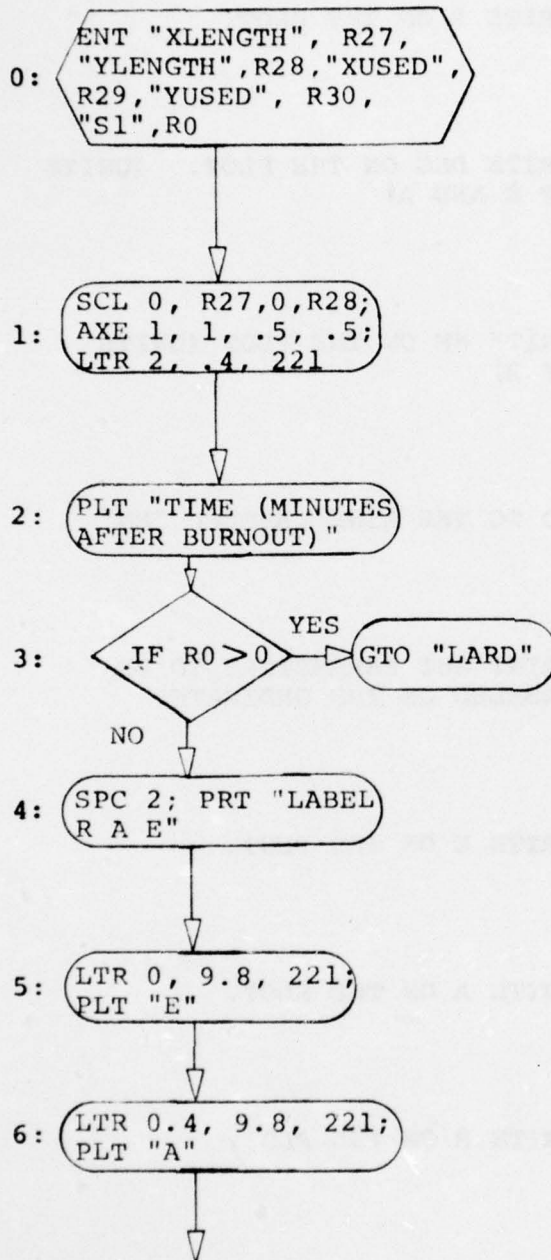 0: ENT "XLENGTH", R27,
"YLENGTH",R28,"XUSED",
R29,"YUSED", R30,
"S1",R0
1: SCL 0, R27,0,R28;
AXE 1, 1, .5, .5;
LTR 2, .4, 221
2: PLT "TIME (MINUTES
AFTER BURNOUT)"
3: IF R0>0 YES GTO "LARD"
NO
4: SPC 2; PRT "LABEL
R A E"
5: LTR 0, 9.8, 221;
PLT "E"
6: LTR 0.4, 9.8, 221;
PLT "A"